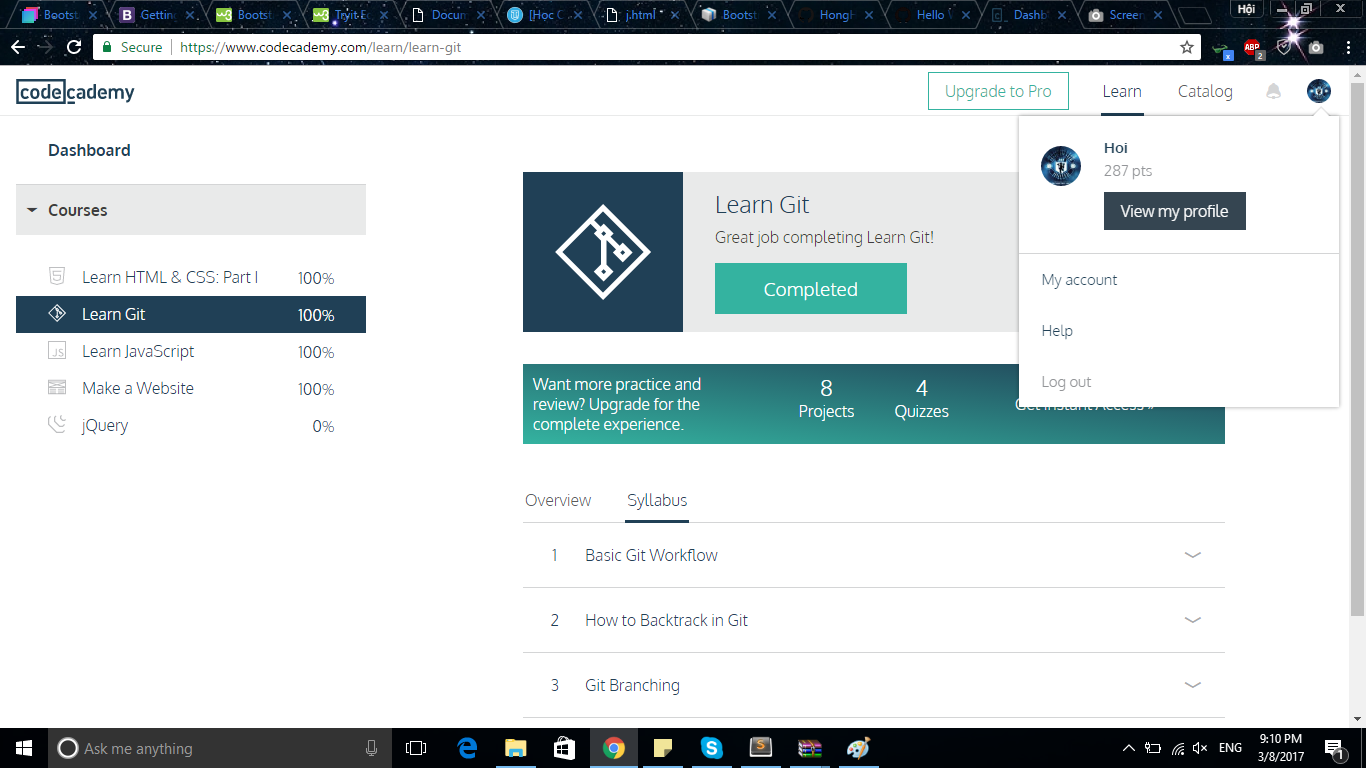 Bootst
Getting
Bootst
Tryit E
Docum
[Học C
j.html -
Bootst
Hongh
Hello
Dashb
Screen
Hội
Secure
https://www.codecademy.com/learn/learn-git
ABP
2
x
codecademy
Upgrade to Pro
Learn
Catalog
Hoi
287 pts
View my profile
My account
Help
Log out
Dashboard
Courses
Learn HTML & CSS: Part I 100%
Learn Git 100%
JS Learn JavaScript 100%
Make a Website 100%
jQuery 0%
Learn Git
Great job completing Learn Git!
Completed
Want more practice and
review? Upgrade for the
complete experience.
8
Projects
4
Quizzes
Get Instant Access »
Overview Syllabus
1 Basic Git Workflow
2 How to Backtrack in Git
3 Git Branching
Ask me anything
ENG
9:10 PM
3/8/2017
1